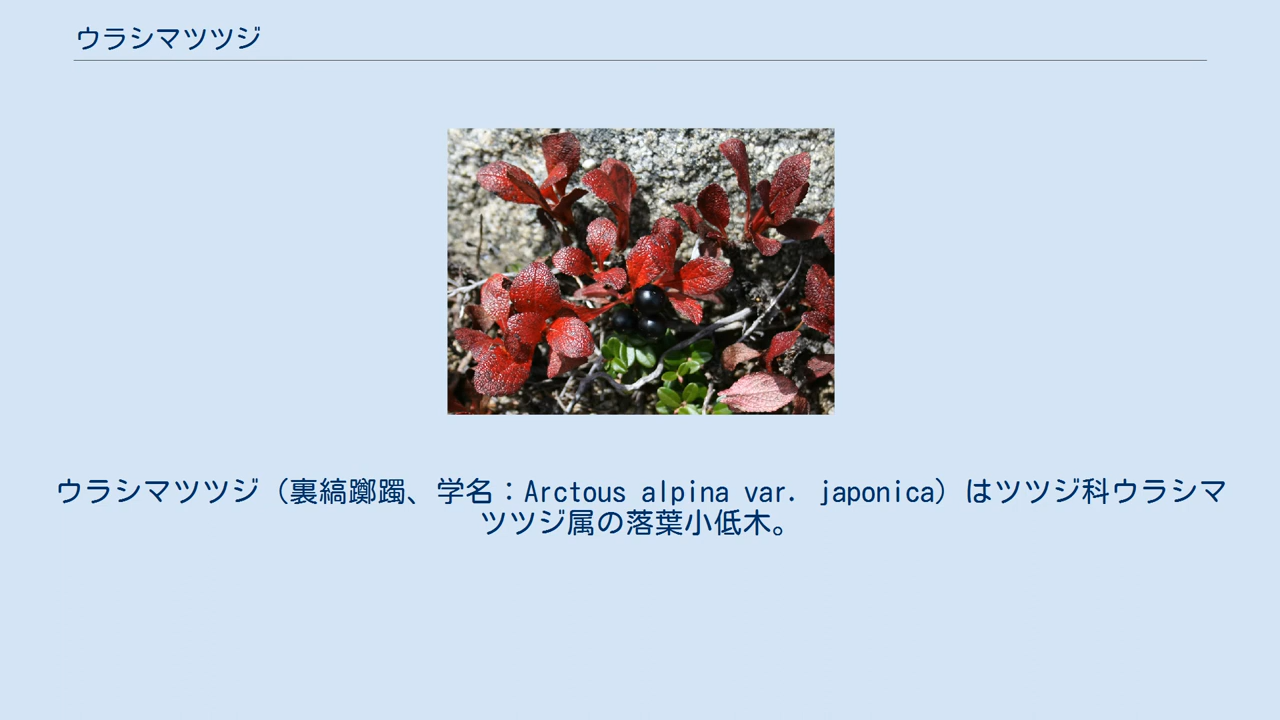 ウラシマツツジ
ウラシマツツジ（裏縞躑躅、学名：Arctous alpina var. japonica）はツツジ科ウラシマ
ツツジ属の落葉小低木。